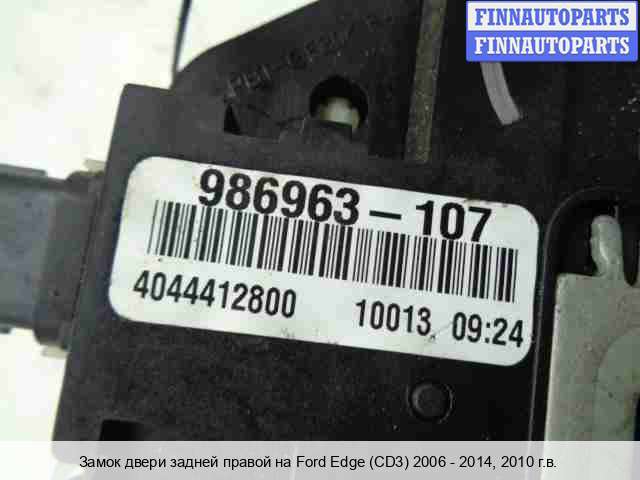 FINNAUTOPARTS
FINNAUTOPARTS
986963-107
4044412800 10013 09:24
Замок двери задней правой на Ford Edge (CD3) 2006 - 2014, 2010 г.в.